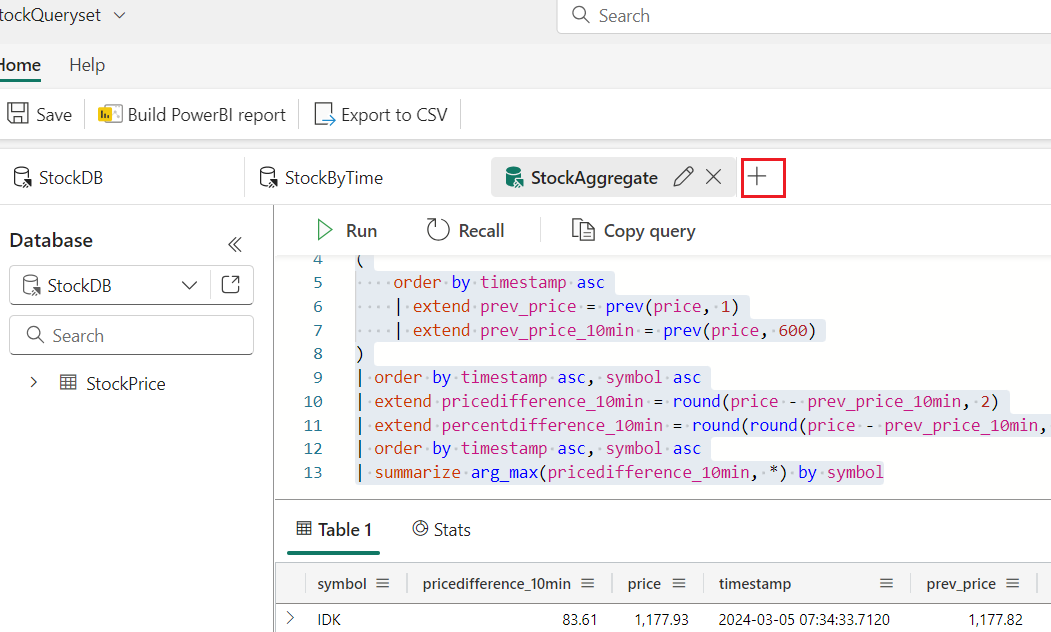 tockQueryset
Search
Home Help
Save Build PowerBI report Export to CSV
StockDB StockByTime StockAggregate
Database
StockDB
Search
StockPrice
Run Recall Copy query
4 (
5 order by timestamp asc
6 | extend prev_price = prev(price, 1)
7 | extend prev_price_10min = prev(price, 600)
8 )
9 | order by timestamp asc, symbol asc
10 | extend pricedifference_10min = round(price - prev_price_10min, 2)
11 | extend percentdifference_10min = round(round(price - prev_price_10min,
12 | order by timestamp asc, symbol asc
13 | summarize arg_max(pricedifference_10min, *) by symbol
Table 1 Stats
symbol pricedifference_10min price timestamp prev_price
IDK 83.61 1,177.93 2024-03-05 07:34:33.7120 1,177.82